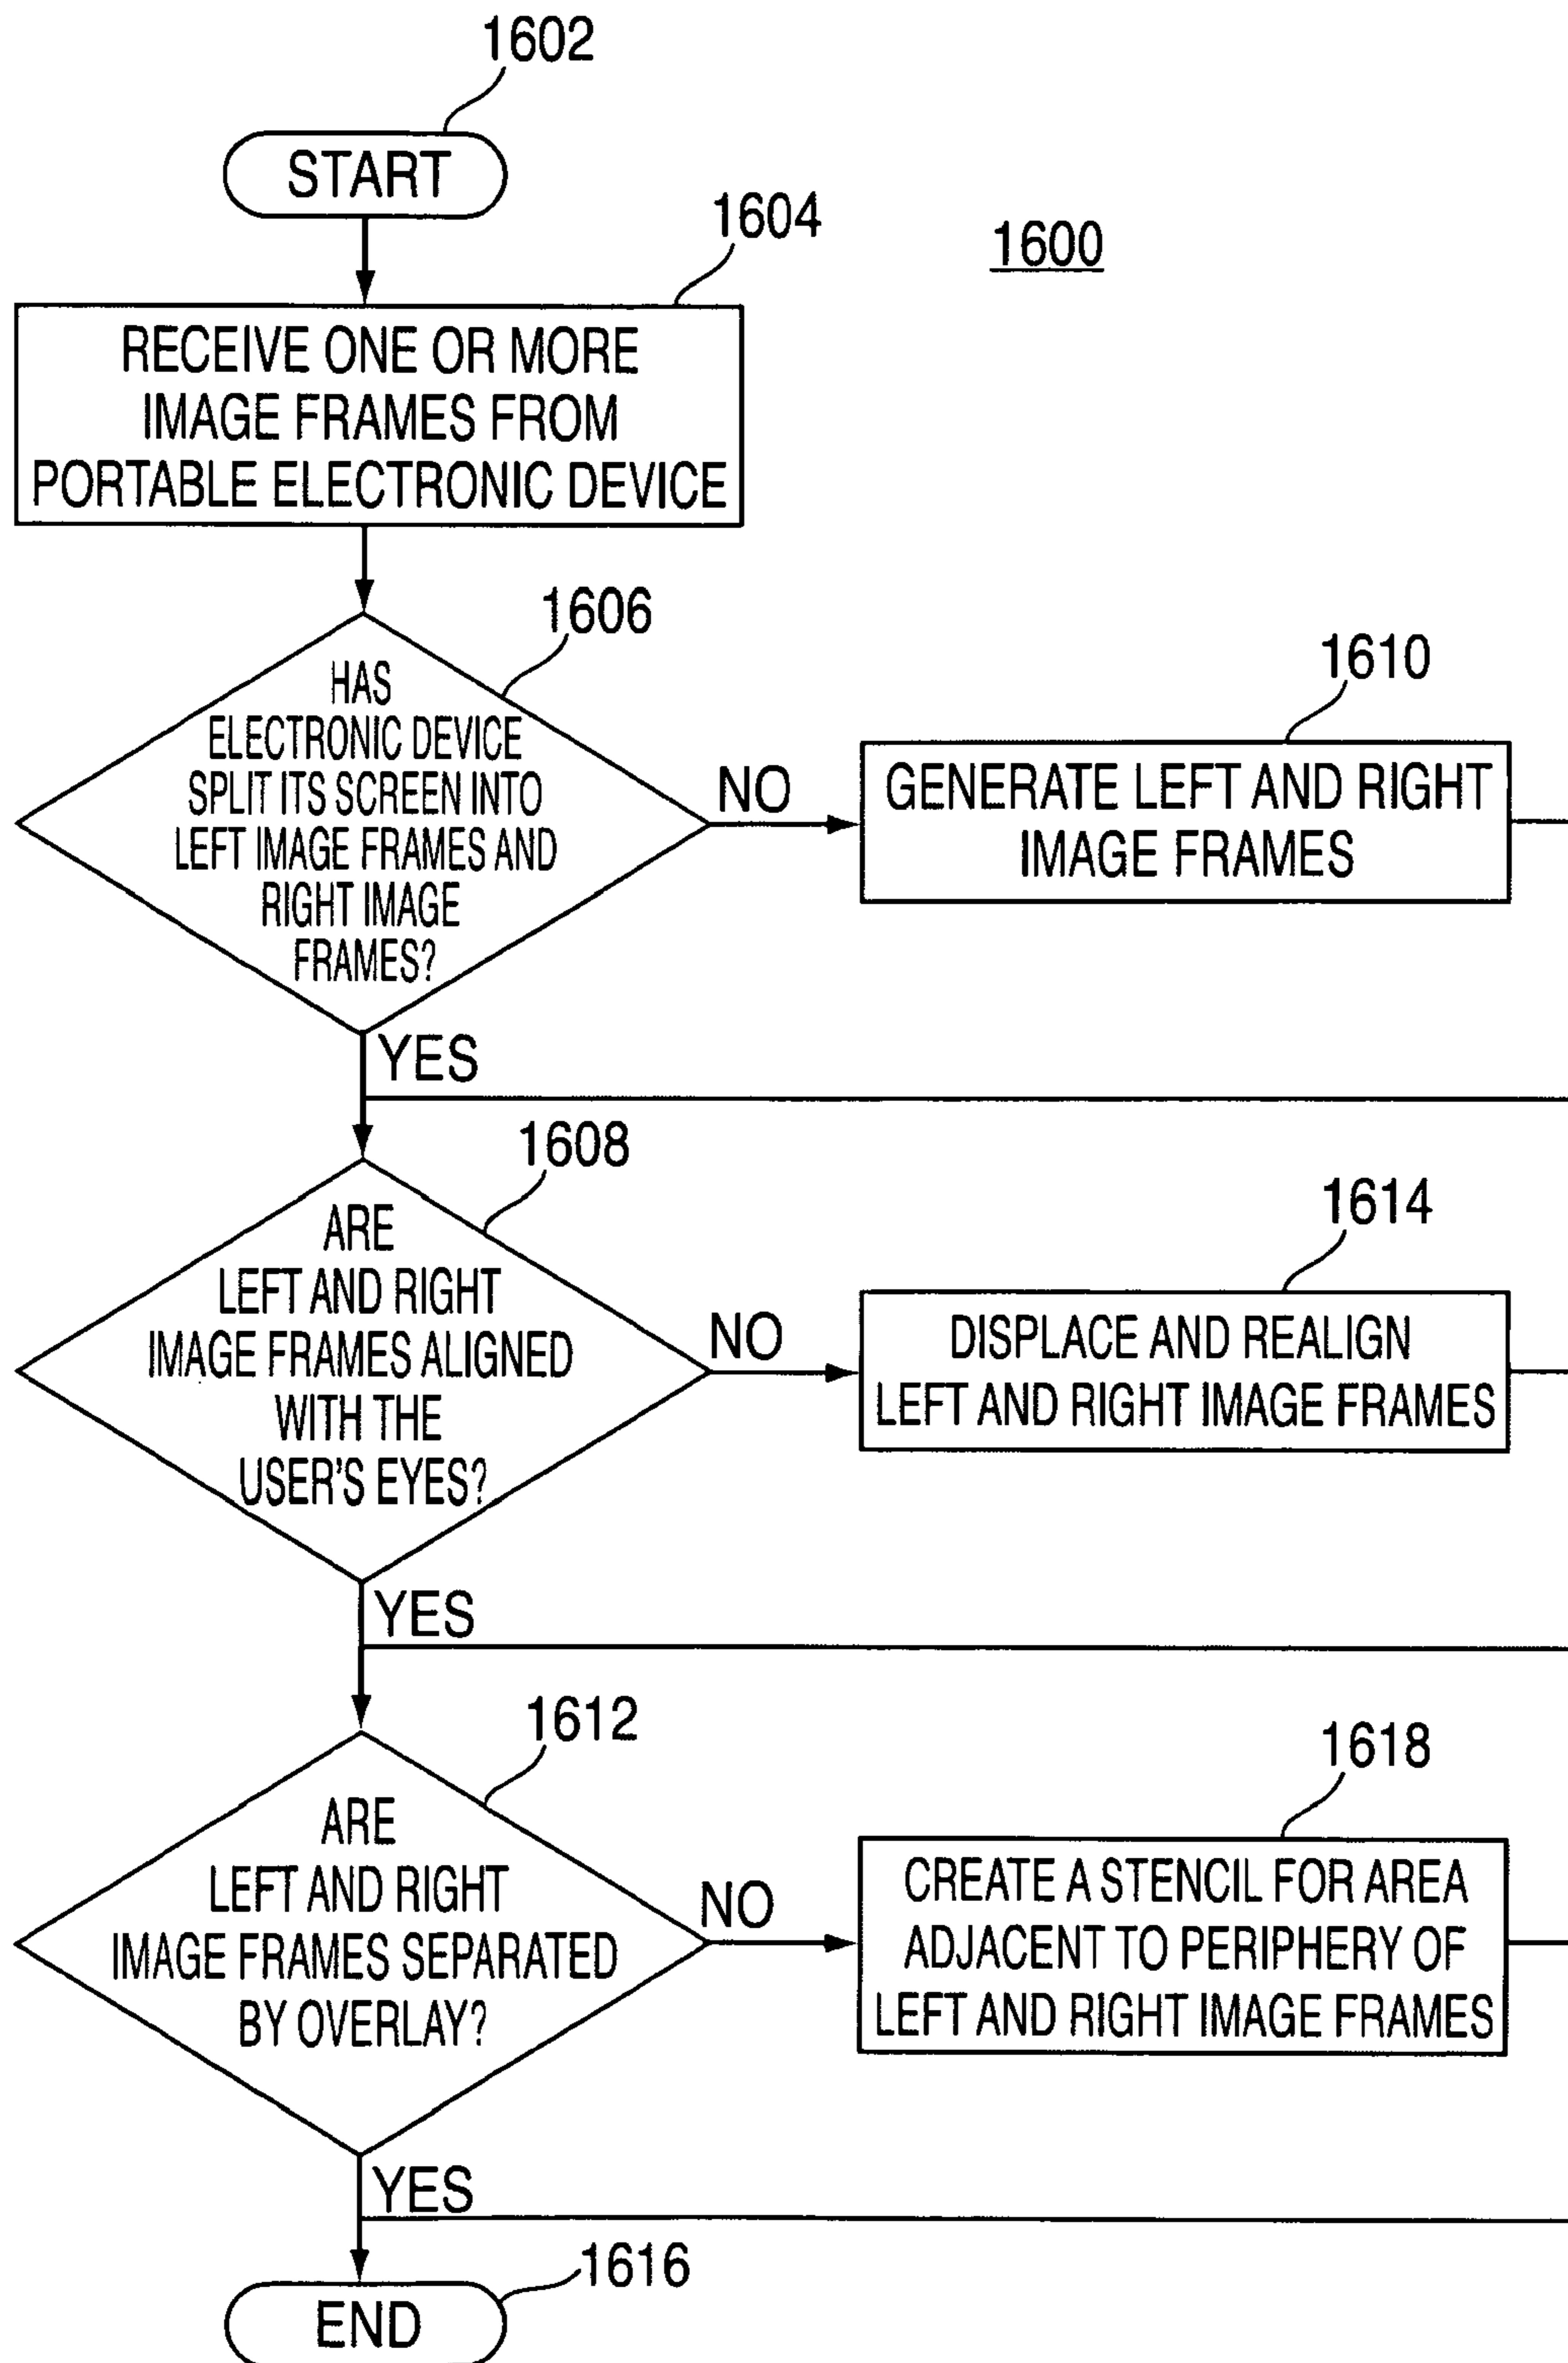 1602
START
1604
1600
RECEIVE ONE OR MORE
IMAGE FRAMES FROM
PORTABLE ELECTRONIC DEVICE
1606
HAS
ELECTRONIC DEVICE
SPLIT ITS SCREEN INTO
LEFT IMAGE FRAMES AND
RIGHT IMAGE
FRAMES?
NO
1610
GENERATE LEFT AND RIGHT
IMAGE FRAMES
YES
1608
ARE
LEFT AND RIGHT
IMAGE FRAMES ALIGNED
WITH THE
USER'S EYES?
NO
1614
DISPLACE AND REALIGN
LEFT AND RIGHT IMAGE FRAMES
YES
1612
ARE
LEFT AND RIGHT
IMAGE FRAMES SEPARATED
BY OVERLAY?
NO
1618
CREATE A STENCIL FOR AREA
ADJACENT TO PERIPHERY OF
LEFT AND RIGHT IMAGE FRAMES
YES
1616
END